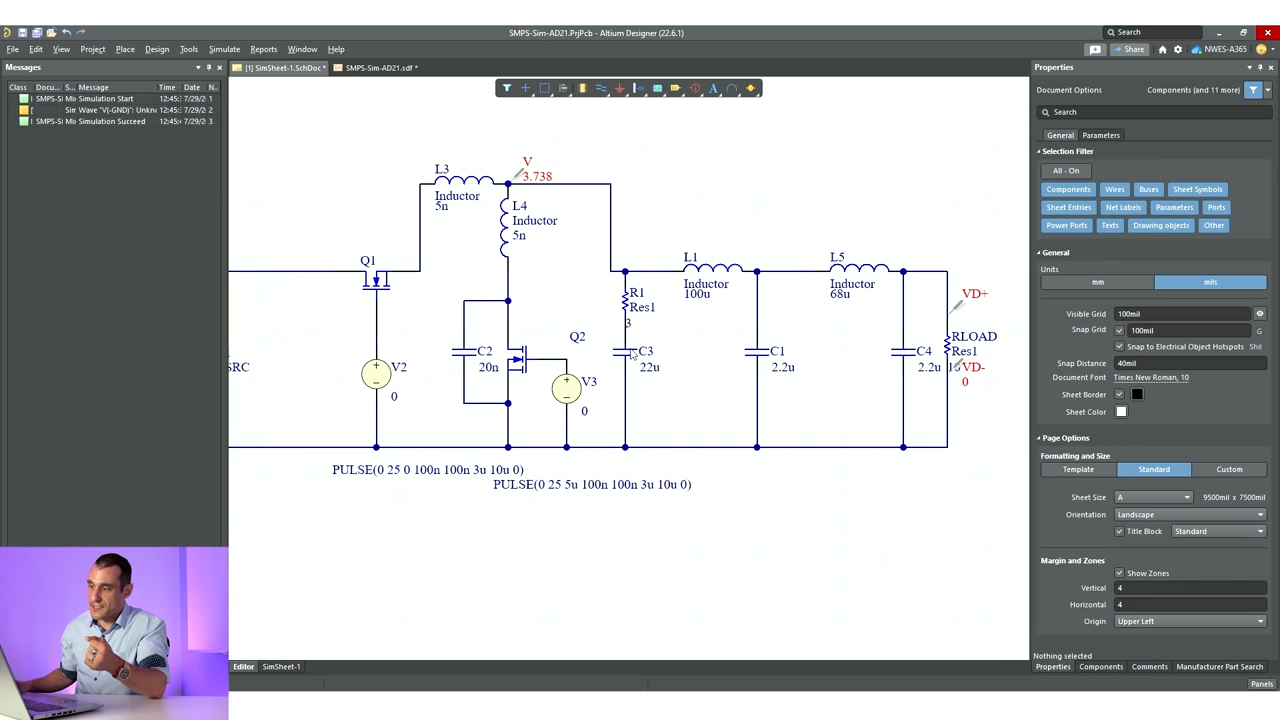 SMPS-Sim-AD21.PrjPcb - Altium Designer (22.6.1)
Search
File Edit View Project Place Design Tools Simulate Reports Window Help
Share
NWES-A365
Messages
[1] SimSheet-1.SchDoc *
SMPS-Sim-AD21.sdf *
Properties
Class Docu... S... Message Time Date N...
SMPS-Si Mi Simulation Start 12:45: 7/29/2 1
Sin Wave "V(-GND)": Unkn 12:45: 7/29/2 2
SMPS-Si Mi Simulation Succeed 12:45: 7/29/2 3
Document Options
Components (and 11 more)
Search
General Parameters
Selection Filter
All - On
Components Wires Buses Sheet Symbols
Sheet Entries Net Labels Parameters Ports
Power Ports Texts Drawing objects Other
General
Units
mm mils
Visible Grid 100mil
Snap Grid 100mil G
Snap to Electrical Object Hotspots Shif
Snap Distance 40mil
Document Font Times New Roman, 10
Sheet Border
Sheet Color
Page Options
Formatting and Size
Template Standard Custom
Sheet Size A 9500mil x 7500mil
Orientation Landscape
Title Block Standard
Margin and Zones
Show Zones
Vertical 4
Horizontal 4
Origin Upper Left
Nothing selected
Properties Components Comments Manufacturer Part Search
Panels
L3
Inductor
5n
V
3.738
L4
Inductor
5n
Q1
L1
Inductor
100u
L5
Inductor
68u
R1
Res1
3
VD+
RLOAD
Res1
VD-
0
Q2
C2
20n
C3
22u
C1
2.2u
C4
2.2u
SRC
V2
0
V3
0
PULSE(0 25 0 100n 100n 3u 10u 0)
PULSE(0 25 5u 100n 100n 3u 10u 0)
Editor SimSheet-1